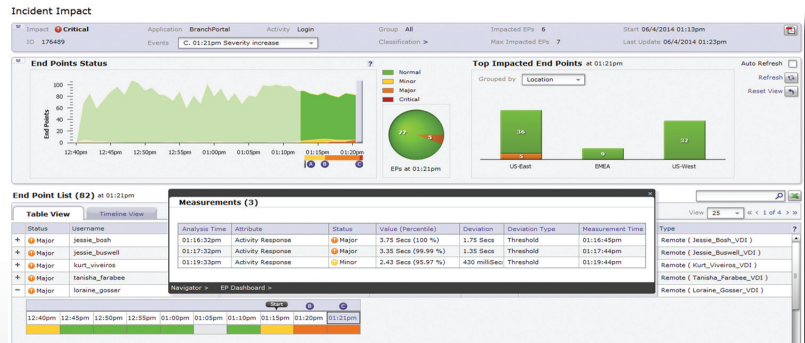 Incident Impact
Impact Critical Application BranchPortal Activity Login Group All Impacted EPs 6 Start 06/4/2014 01:13pm
ID 176489 Events C, 01:21pm Severity increase Classification > Max Impacted EPs 7 Last Update 06/4/2014 01:23pm
End Points Status ?
Normal
Minor
Major
Critical
End Points
100
80
60
40
20
0
12:40pm 12:45pm 12:50pm 12:55pm 01:00pm 01:05pm 01:10pm 01:15pm 01:20pm
A B C
77 5
EPs at 01:21pm
Top Impacted End Points at 01:21pm
Auto Refresh
Refresh
Reset View
Grouped by Location
36 9 32
5
US-East EMEA US-West
End Point List (82) at 01:21pm
Table View Timeline View
View 25 « < 1 of 4 > »
Status Username Type ?
+ Major jessie_bosh Remote ( Jessie_Bosh_VDI )
+ Major jessie_buswell Remote ( Jessie_Buswell_VDI )
+ Major kurt_viveiros Remote ( Kurt_Viveiros_VDI )
+ Major tanisha_farabee Remote ( Tanisha_Farabee_VDI )
− Major loraine_gosser Remote ( Loraine_Gosser_VDI )
Measurements (3) ×
Analysis Time Attribute Status Value (Percentile) Deviation Deviation Type Measurement Time
01:16:32pm Activity Response Major 3.75 Secs (100 %) 1.75 Secs Threshold 01:16:45pm
01:17:32pm Activity Response Major 3.35 Secs (99.99 %) 1.35 Secs Threshold 01:17:44pm
01:19:33pm Activity Response Minor 2.43 Secs (95.97 %) 430 milliSec Threshold 01:19:44pm
Navigator > EP Dashboard >
Start B C
12:40pm 12:45pm 12:50pm 12:55pm 01:00pm 01:05pm 01:10pm 01:15pm 01:20pm 01:21pm